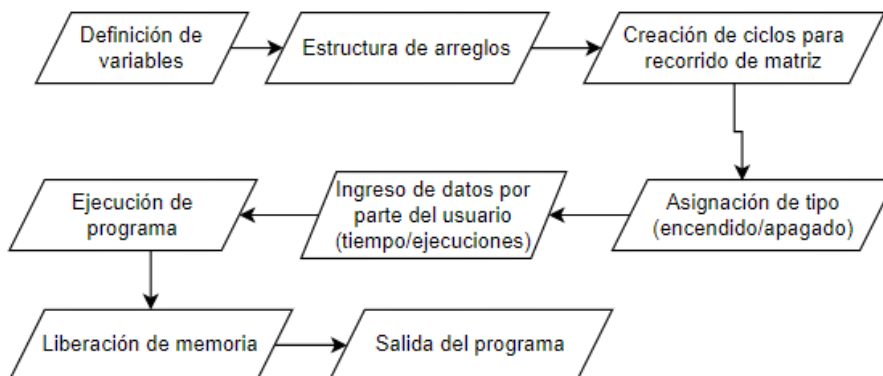 Definición de
variables
Estructura de arreglos
Creación de ciclos para
recorrido de matriz
Asignación de tipo
(encendido/apagado)
Ingreso de datos por
parte del usuario
(tiempo/ejecuciones)
Ejecución de
programa
Liberación de memoria
Salida del programa